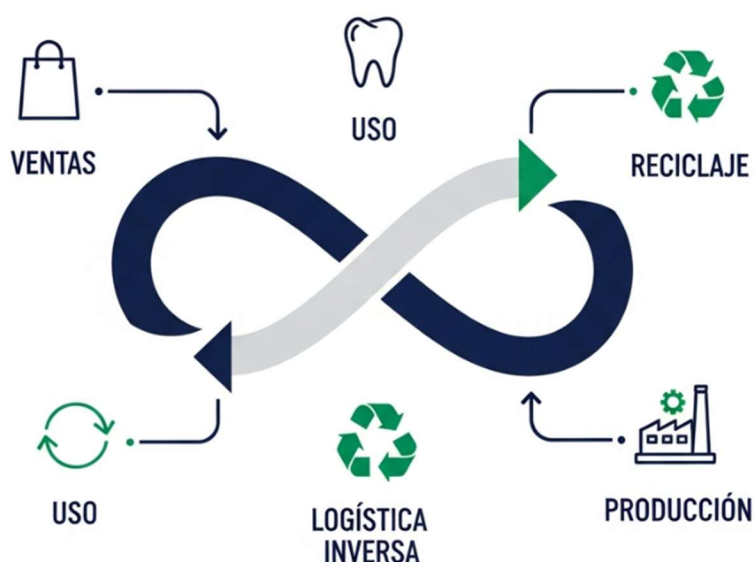 USO
VENTAS
RECICLAJE
USO
LOGÍSTICA
INVERSA
PRODUCCIÓN